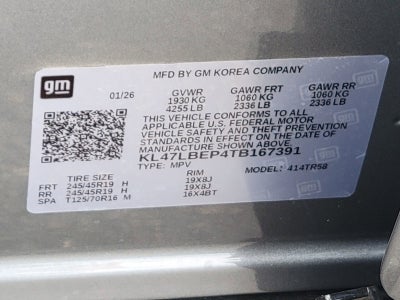 gm
MFD BY GM KOREA COMPANY
01/26 GVWR GAWR FRT GAWR RR
1930 KG 1060 KG 1060 KG
4255 LB 2336 LB 2336 LB
THIS VEHICLE CONFORMS TO ALL
APPLICABLE U.S. FEDERAL MOTOR
VEHICLE SAFETY, BUMPER, AND THEFT
PREVENTION STANDARDS IN EFFECT ON
DATE OF MANUFACTURE SHOWN ABOVE.
KL47LBEP4TB167391
TYPE: MPV MODEL: 414TR58
TIRE SIZE RIM
FRT 245/45R19 H 19X8J
RR 245/45R19 H 19X8J
SPA T125/70R16 M 16X4BT